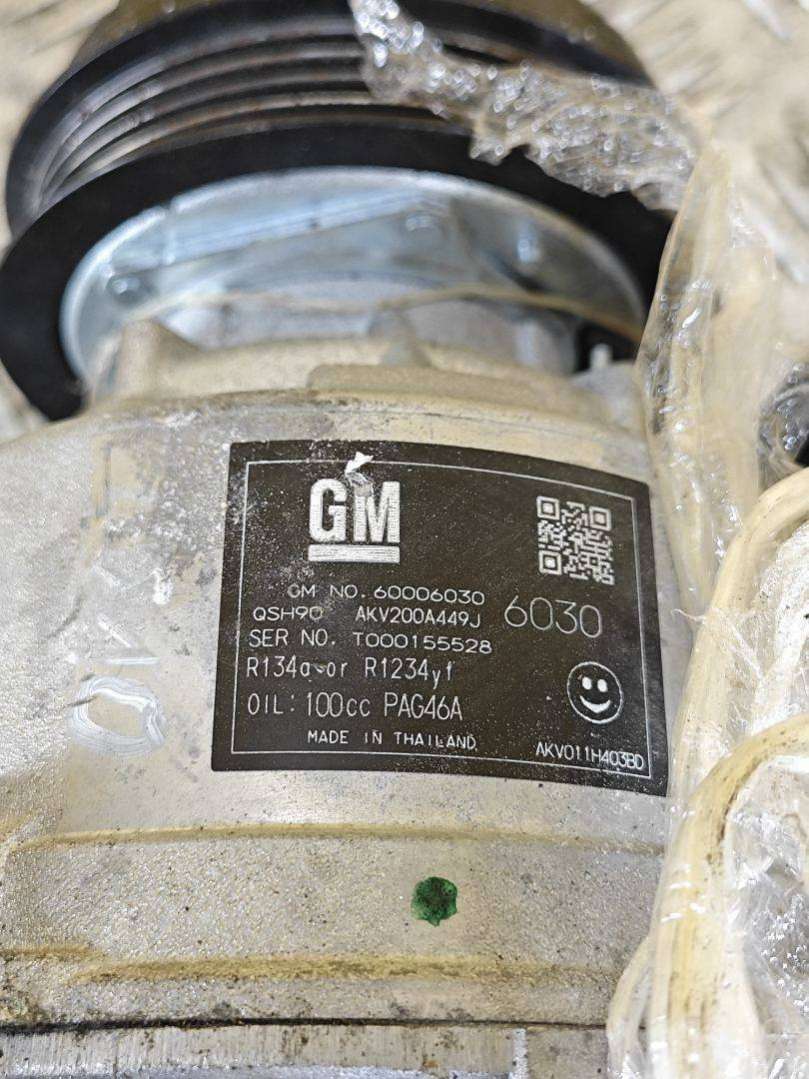 GM
GM NO. 60006030
QSH90 AKV200A449J 6030
SER NO. T000155528
R134a or R1234yf
OIL: 100cc PAG46A
MADE IN THAILAND
AKV011H403BD